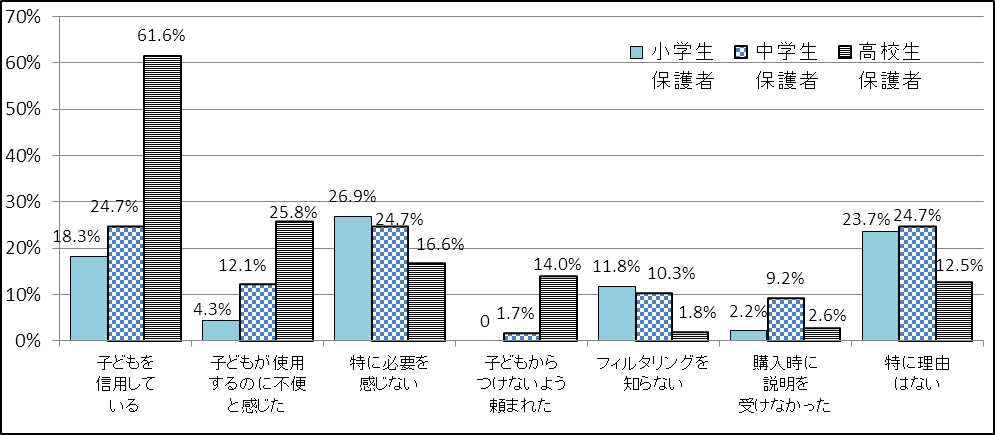 70%
60%
50%
40%
30%
20%
10%
0%
小学生 中学生 高校生
保護者 保護者 保護者
18.3% 24.7% 61.6%
4.3% 12.1% 25.8%
26.9% 24.7% 16.6%
0 1.7% 14.0%
11.8% 10.3% 1.8%
2.2% 9.2% 2.6%
23.7% 24.7% 12.5%
子どもを
信用して
いる
子どもが使用
するのに不便
と感じた
特に必要を
感じない
子どもから
つけないよう
頼まれた
フィルタリングを
知らない
購入時に
説明を
受けなかった
特に理由
はない